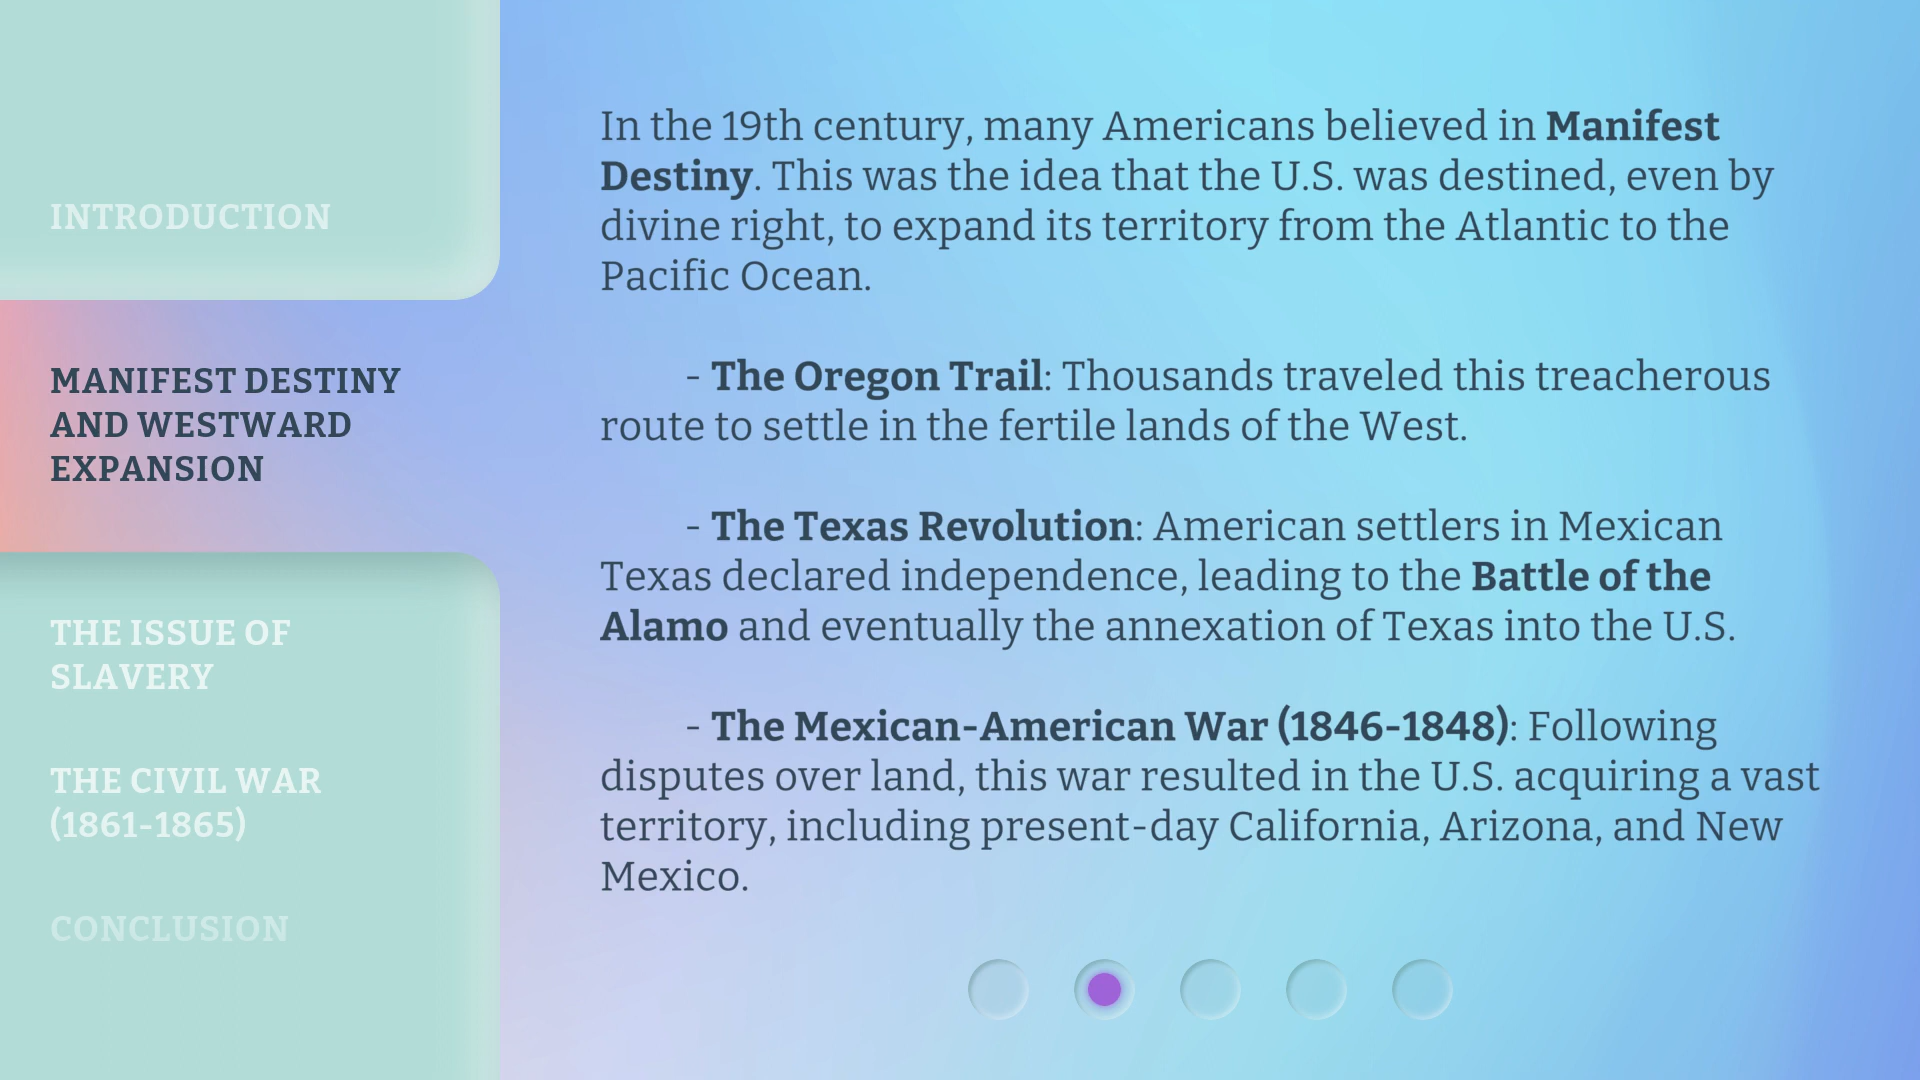 INTRODUCTION
MANIFEST DESTINY
AND WESTWARD
EXPANSION
THE ISSUE OF
SLAVERY
THE CIVIL WAR
(1861-1865)
CONCLUSION
In the 19th century, many Americans believed in Manifest
Destiny. This was the idea that the U.S. was destined, even by
divine right, to expand its territory from the Atlantic to the
Pacific Ocean.
- The Oregon Trail: Thousands traveled this treacherous
route to settle in the fertile lands of the West.
- The Texas Revolution: American settlers in Mexican
Texas declared independence, leading to the Battle of the
Alamo and eventually the annexation of Texas into the U.S.
- The Mexican-American War (1846-1848): Following
disputes over land, this war resulted in the U.S. acquiring a vast
territory, including present-day California, Arizona, and New
Mexico.